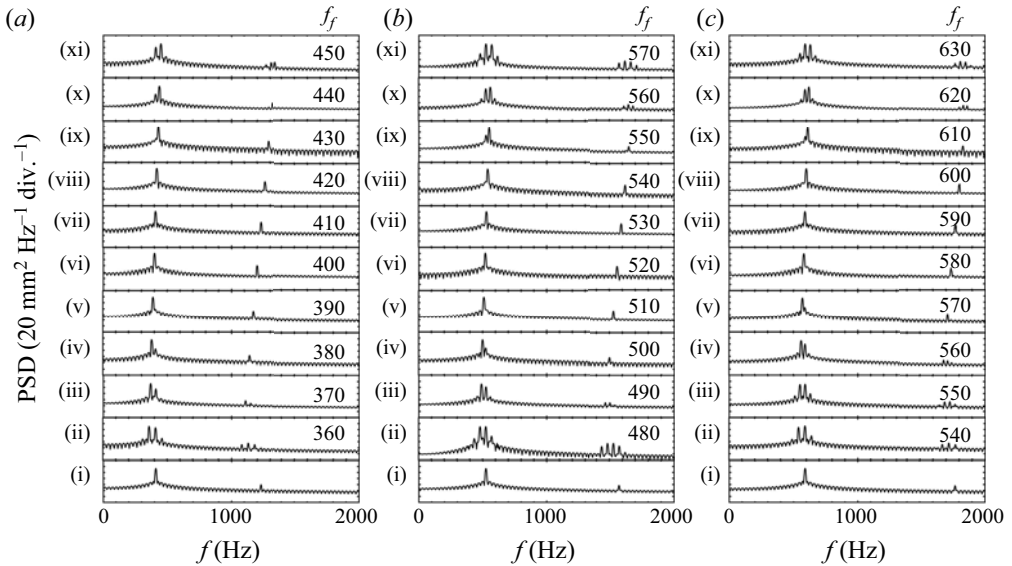 (a) f_f
(xi) 450
(x) 440
(ix) 430
(viii) 420
(vii) 410
(vi) 400
(v) 390
(iv) 380
(iii) 370
(ii) 360
(i)
0 1000 2000
f (Hz)
PSD (20 mm² Hz⁻¹ div.⁻¹)
(b) f_f
(xi) 570
(x) 560
(ix) 550
(viii) 540
(vii) 530
(vi) 520
(v) 510
(iv) 500
(iii) 490
(ii) 480
(i)
0 1000 2000
f (Hz)
(c) f_f
(xi) 630
(x) 620
(ix) 610
(viii) 600
(vii) 590
(vi) 580
(v) 570
(iv) 560
(iii) 550
(ii) 540
(i)
0 1000 2000
f (Hz)